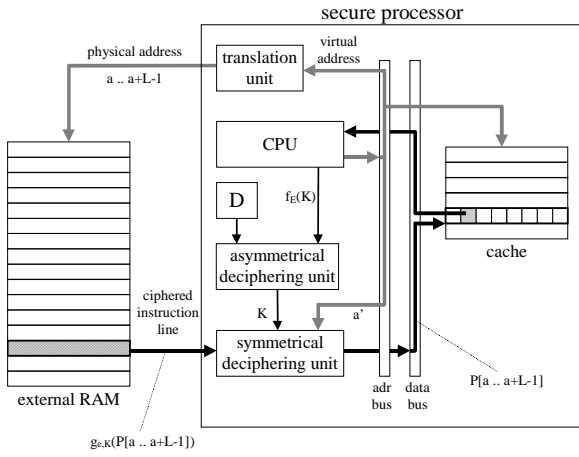 secure processor
physical address
a .. a+L-1
translation
unit
virtual
address
CPU
D
f_E(K)
asymmetrical
deciphering unit
cache
ciphered
instruction
line
K
a'
symmetrical
deciphering unit
P[a .. a+L-1]
external RAM
adr
bus
data
bus
g_e,K(P[a .. a+L-1])